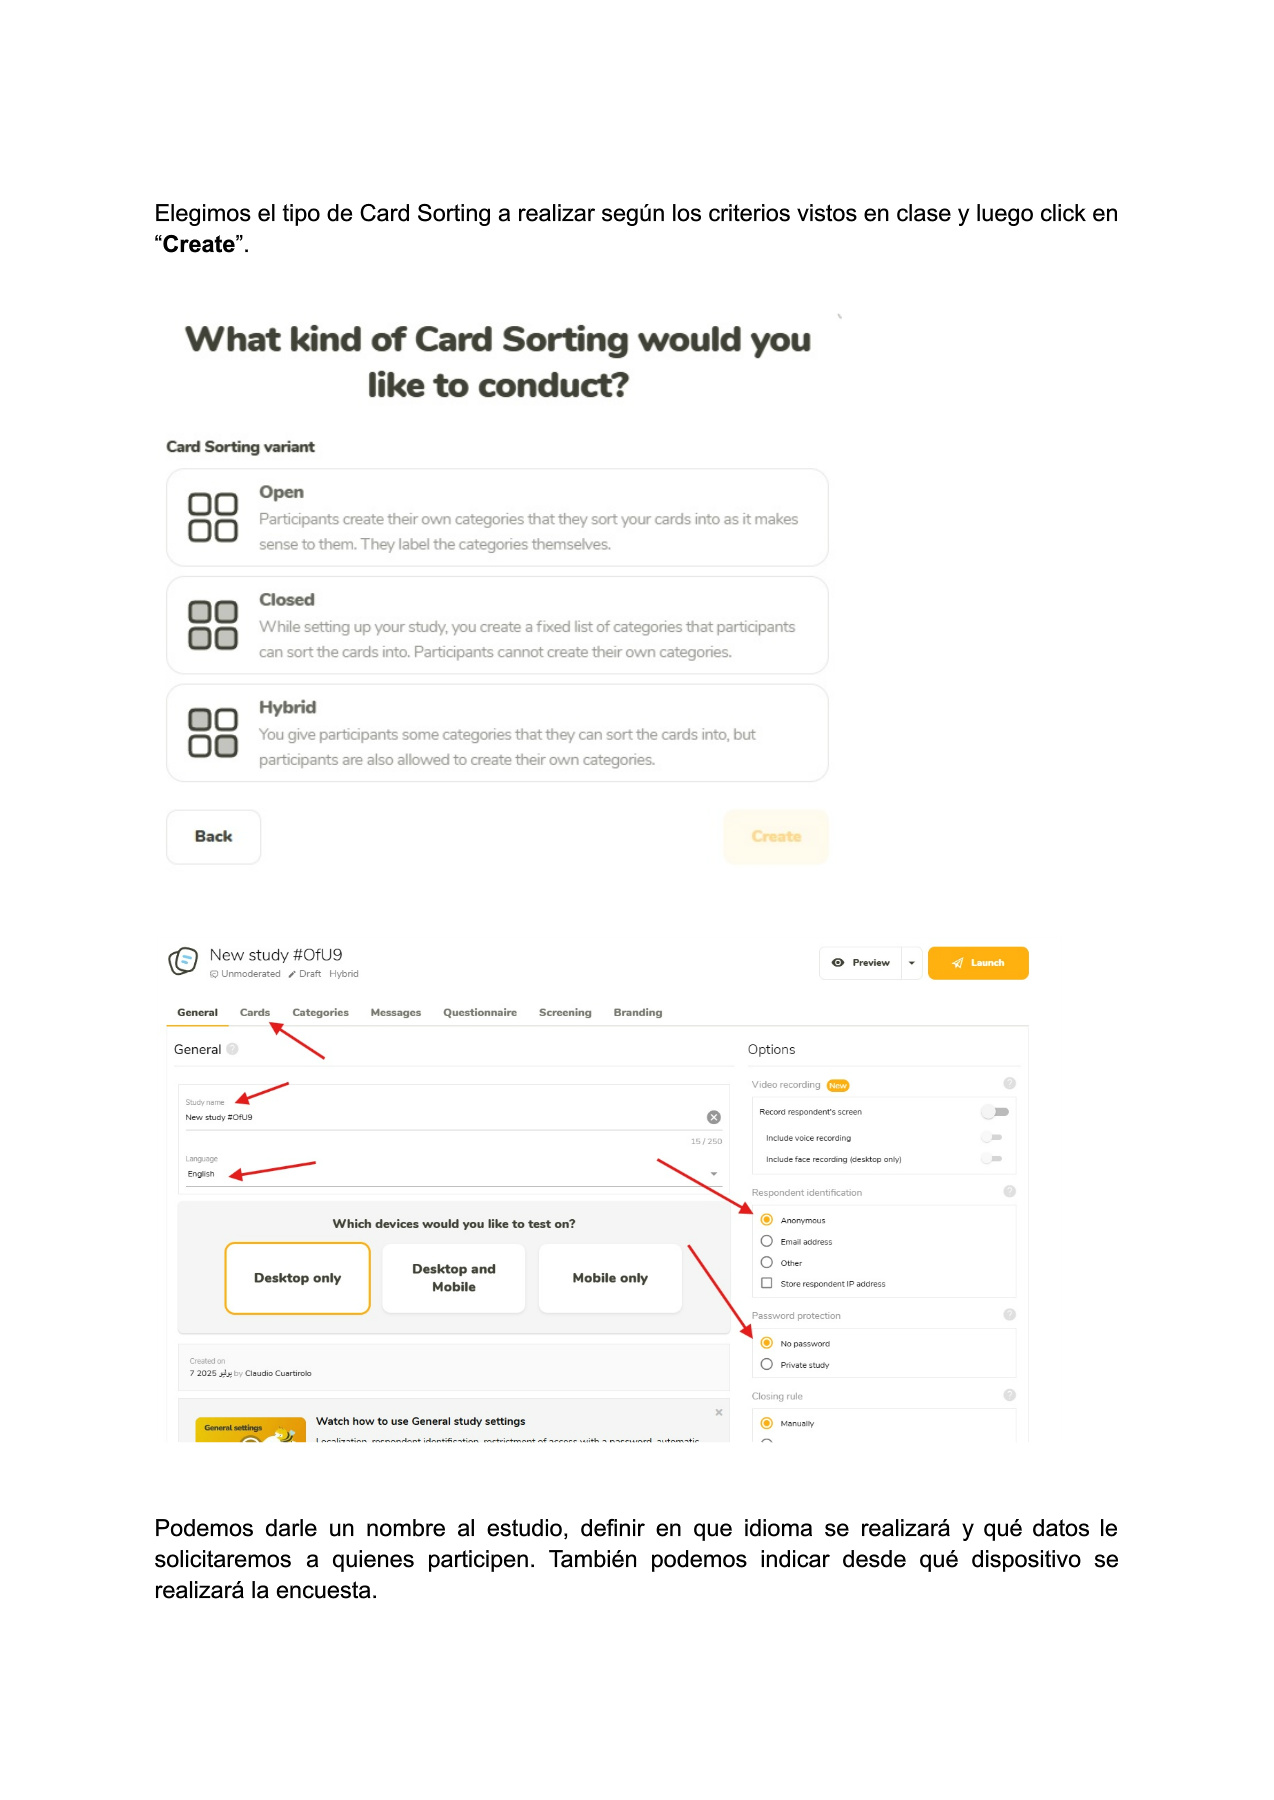 Elegimos el tipo de Card Sorting a realizar según los criterios vistos en clase y luego click en
“Create”.
What kind of Card Sorting would you
like to conduct?
Card Sorting variant
Open
Participants create their own categories that they sort your cards into as it makes
sense to them. They label the categories themselves.
Closed
While setting up your study, you create a fixed list of categories that participants
can sort the cards into. Participants cannot create their own categories.
Hybrid
You give participants some categories that they can sort the cards into, but
participants are also allowed to create their own categories.
Back
Create
New study #OfU9
Unmoderated Draft Hybrid
Preview
Launch
General Cards Categories Messages Questionnaire Screening Branding
General
Study name
New study #OfU9
15 / 250
Language
English
Which devices would you like to test on?
Desktop only
Desktop and
Mobile
Mobile only
Created on
7 يوليو 2025 by Claudio Cuartirolo
General settings
Watch how to use General study settings
Localization, respondent identification, restriction of access with a password, automatic
Options
Video recording New
Record respondent's screen
Include voice recording
Include face recording (desktop only)
Respondent identification
Anonymous
Email address
Other
Store respondent IP address
Password protection
No password
Private study
Closing rule
Manually
Podemos darle un nombre al estudio, definir en que idioma se realizará y qué datos le
solicitaremos a quienes participen. También podemos indicar desde qué dispositivo se
realizará la encuesta.